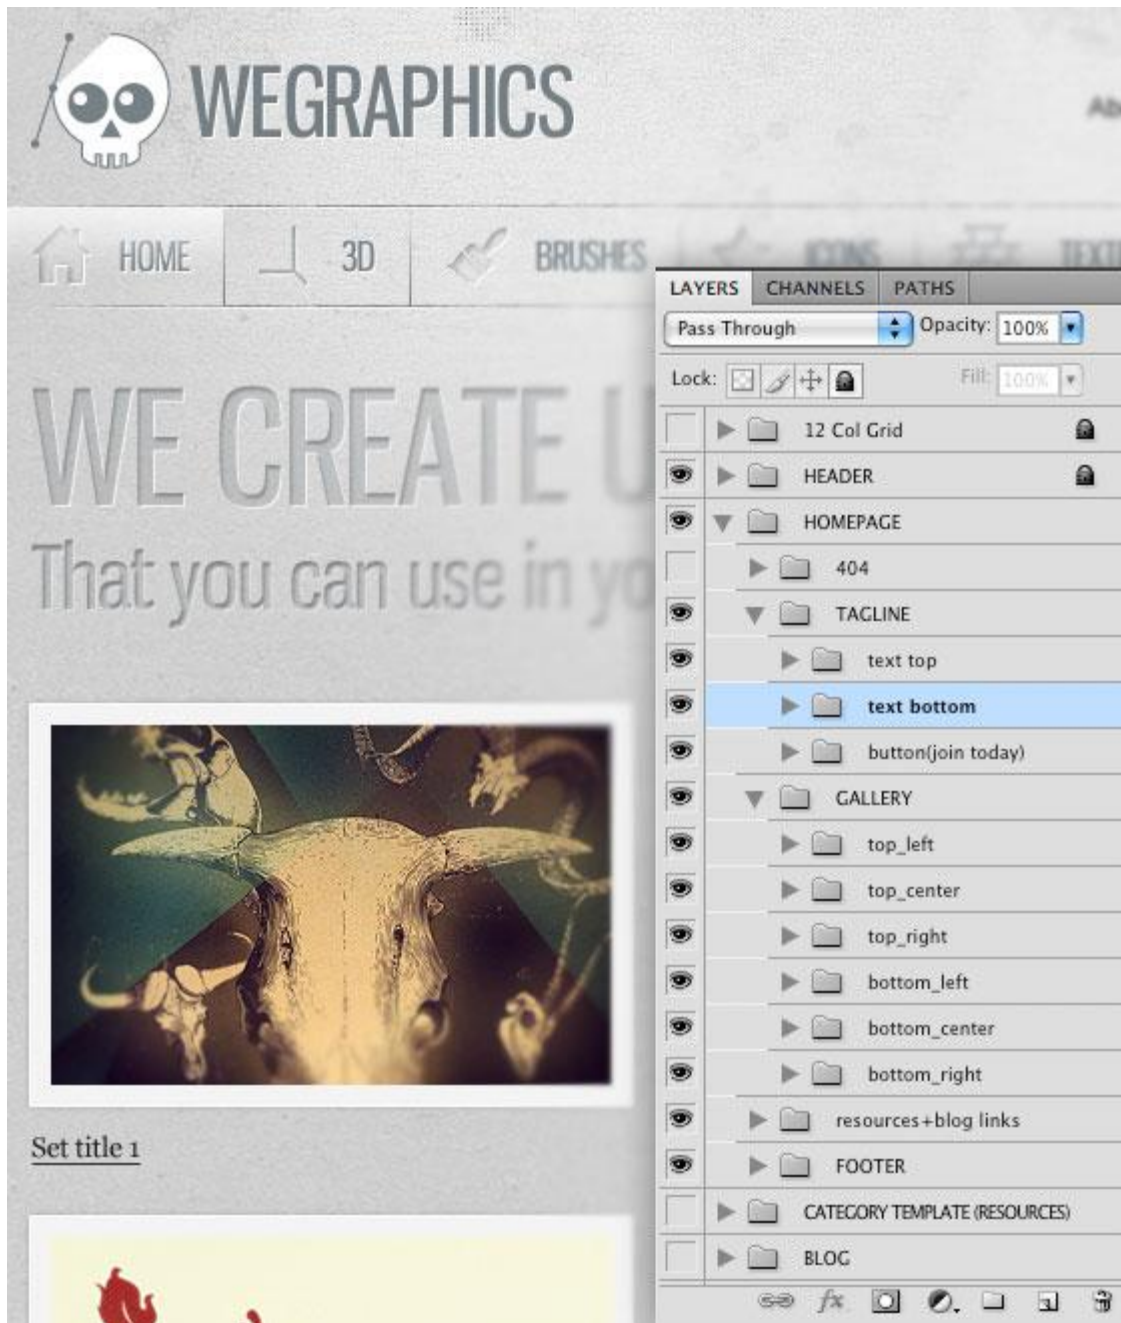 WEGRAPHICS
HOME
3D
BRUSHES
ICONS
WE CREATE
That you can use in
Set title 1
LAYERS
CHANNELS
PATHS
Pass Through
Opacity: 100%
Lock:
Fill: 100%
12 Col Grid
HEADER
HOMEPAGE
404
TAGLINE
text top
text bottom
button(join today)
GALLERY
top_left
top_center
top_right
bottom_left
bottom_center
bottom_right
resources+blog links
FOOTER
CATEGORY TEMPLATE (RESOURCES)
BLOG
fx